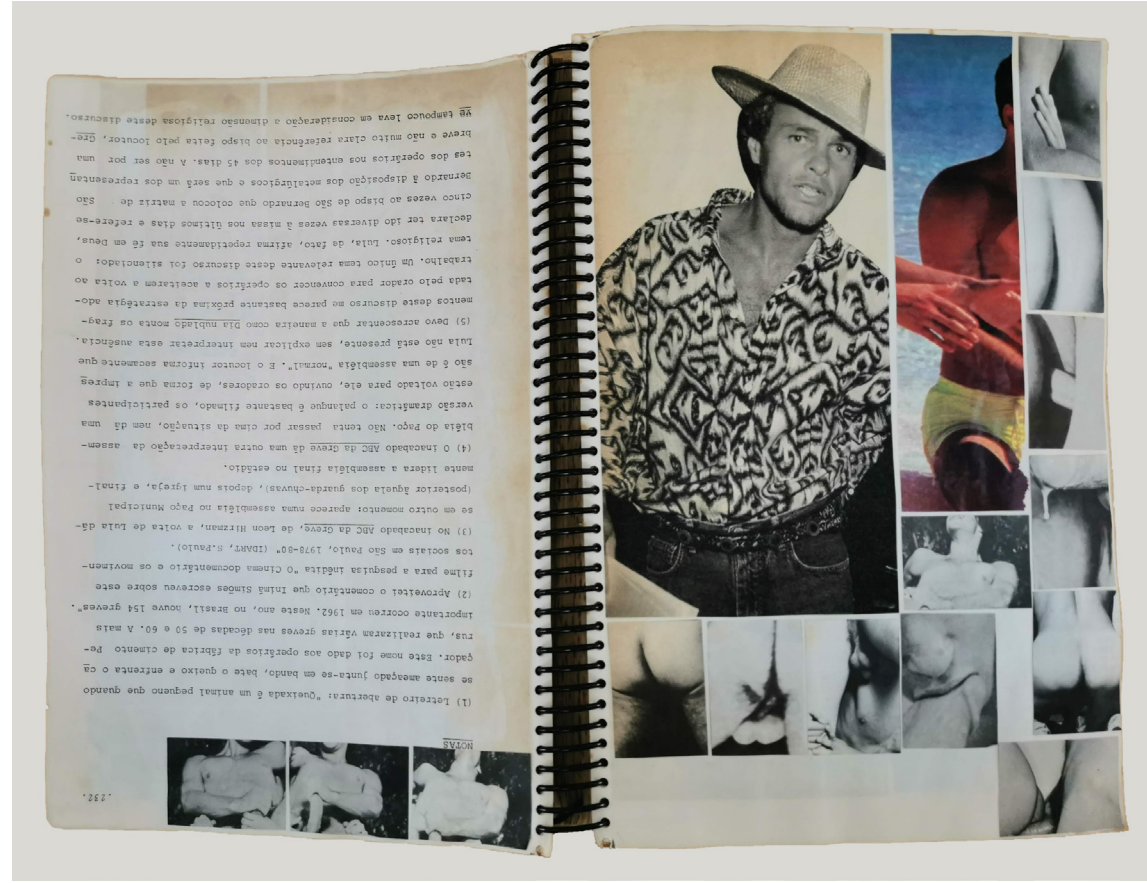 .232.
NOTAS
(1) Letreiro de abertura: "Queixada é um animal pequeno que quando
se sente ameaçado junta-se em bando, bate o queixo e enfrenta o ca
çador. Este nome foi dado aos operários da fábrica de cimento Pe-
rus, que realizaram várias greves nas décadas de 50 e 60. A mais
importante ocorreu em 1962. Neste ano, no Brasil, houve 154 greves".
(2) Aproveitei o comentário que Inimá Simões escreveu sobre este
filme para a pesquisa inédita "O Cinema documentário e os movimen-
tos sociais em São Paulo, 1978-80" (IDART, S.Paulo).
(3) No inacabado ABC da Greve, de Leon Hirzman, a volta de Lula dá-
se em outro momento: aparece numa assembléia no Paço Municipal
(posterior àquela dos guarda-chuvas), depois num igreja, e final-
mente lidera a assembléia final no estádio.
(4) O inacabado ABC da Greve dá uma outra interpretação da assem-
bléia do Paço. Não tenta passar por cima da situação, nem dá uma
versão dramática: o palanque é bastante filmado, os participantes
estão voltado para ele, ouvindo os oradores, de forma que a impres
são é de uma assembléia "normal". E o locutor informa secamente que
Lula não está presente, sem explicar nem interpretar esta ausência.
(5) Devo acrescentar que a maneira como Dia nublado monta os frag-
mentos deste discurso me parece bastante próxima da estratégia ado-
tada pelo orador para convencer os operários a aceitarem a volta ao
trabalho. Um único tema relevante deste discurso foi silenciado: o
tema religioso. Lula, de fato, afirma repetidamente sua fé em Deus,
declara ter ido diversas vezes à missa nos últimos dias e refere-se
cinco vezes ao bispo de São Bernardo que colocou a matriz de São
Bernardo à disposição dos metalúrgicos e que será um dos representan
tes dos operários nos entendimentos dos 45 dias. A não ser por uma
breve e não muito clara referência ao bispo feita pelo locutor, Gre-
ve tampouco leva em consideração a dimensão religiosa deste discurso.